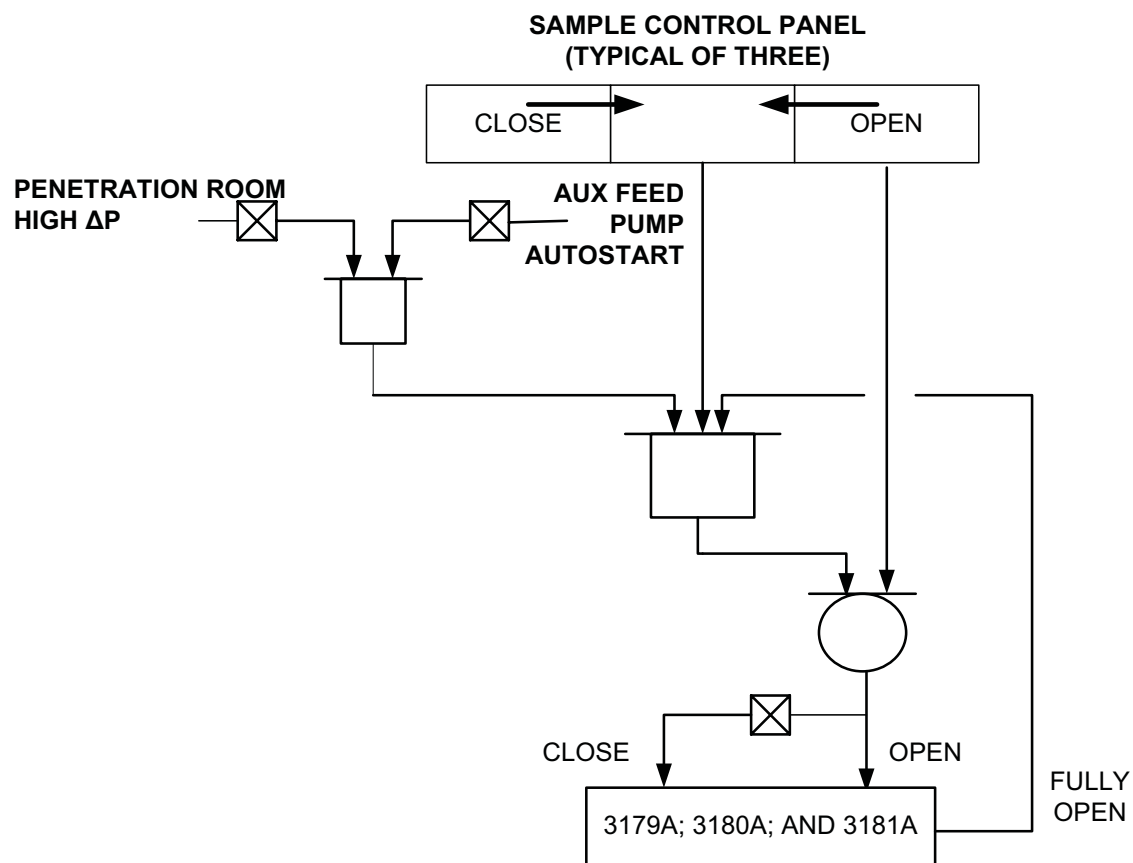 SAMPLE CONTROL PANEL
(TYPICAL OF THREE)
CLOSE
OPEN
PENETRATION ROOM
HIGH ΔP
AUX FEED
PUMP
AUTOSTART
CLOSE
OPEN
FULLY
OPEN
3179A; 3180A; AND 3181A